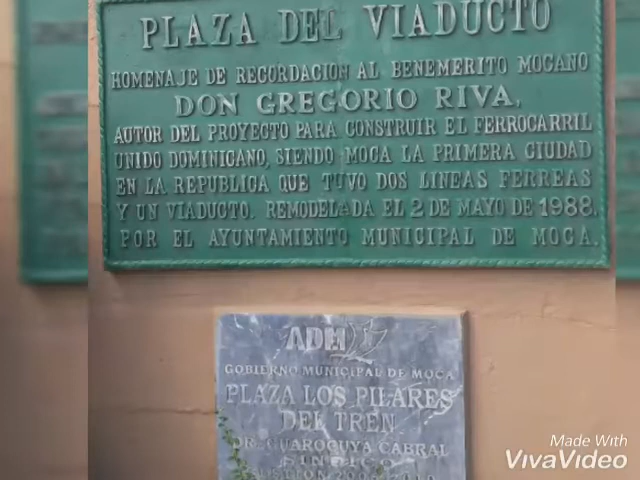 PLAZA DEL VIADUCTO
HOMENAJE DE RECORDACION AL BENEMERITO MOCANO
DON GREGORIO RIVA,
AUTOR DEL PROYECTO PARA CONSTRUIR EL FERROCARRIL
UNIDO DOMINICANO, SIENDO MOCA LA PRIMERA CIUDAD
EN LA REPUBLICA QUE TUVO DOS LINEAS FERREAS
Y UN VIADUCTO. REMODELADA EL 2 DE MAYO DE 1988.
POR EL AYUNTAMIENTO MUNICIPAL DE MOCA.
GOBIERNO MUNICIPAL DE MOCA
PLAZA LOS PILARES
DEL TREN
DR. GUAROCUYA CABRAL
SINDICO
Made With
VivaVideo